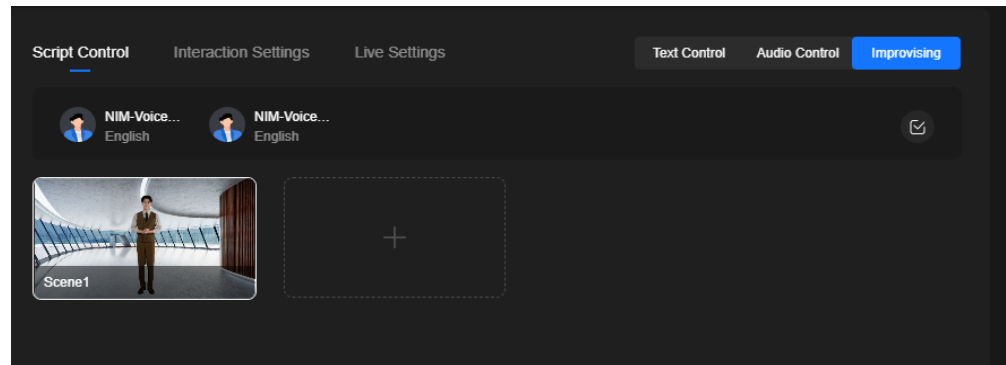 Script Control Interaction Settings Live Settings Text Control Audio Control Improvising
NIM-Voice... NIM-Voice...
English English
Scene1